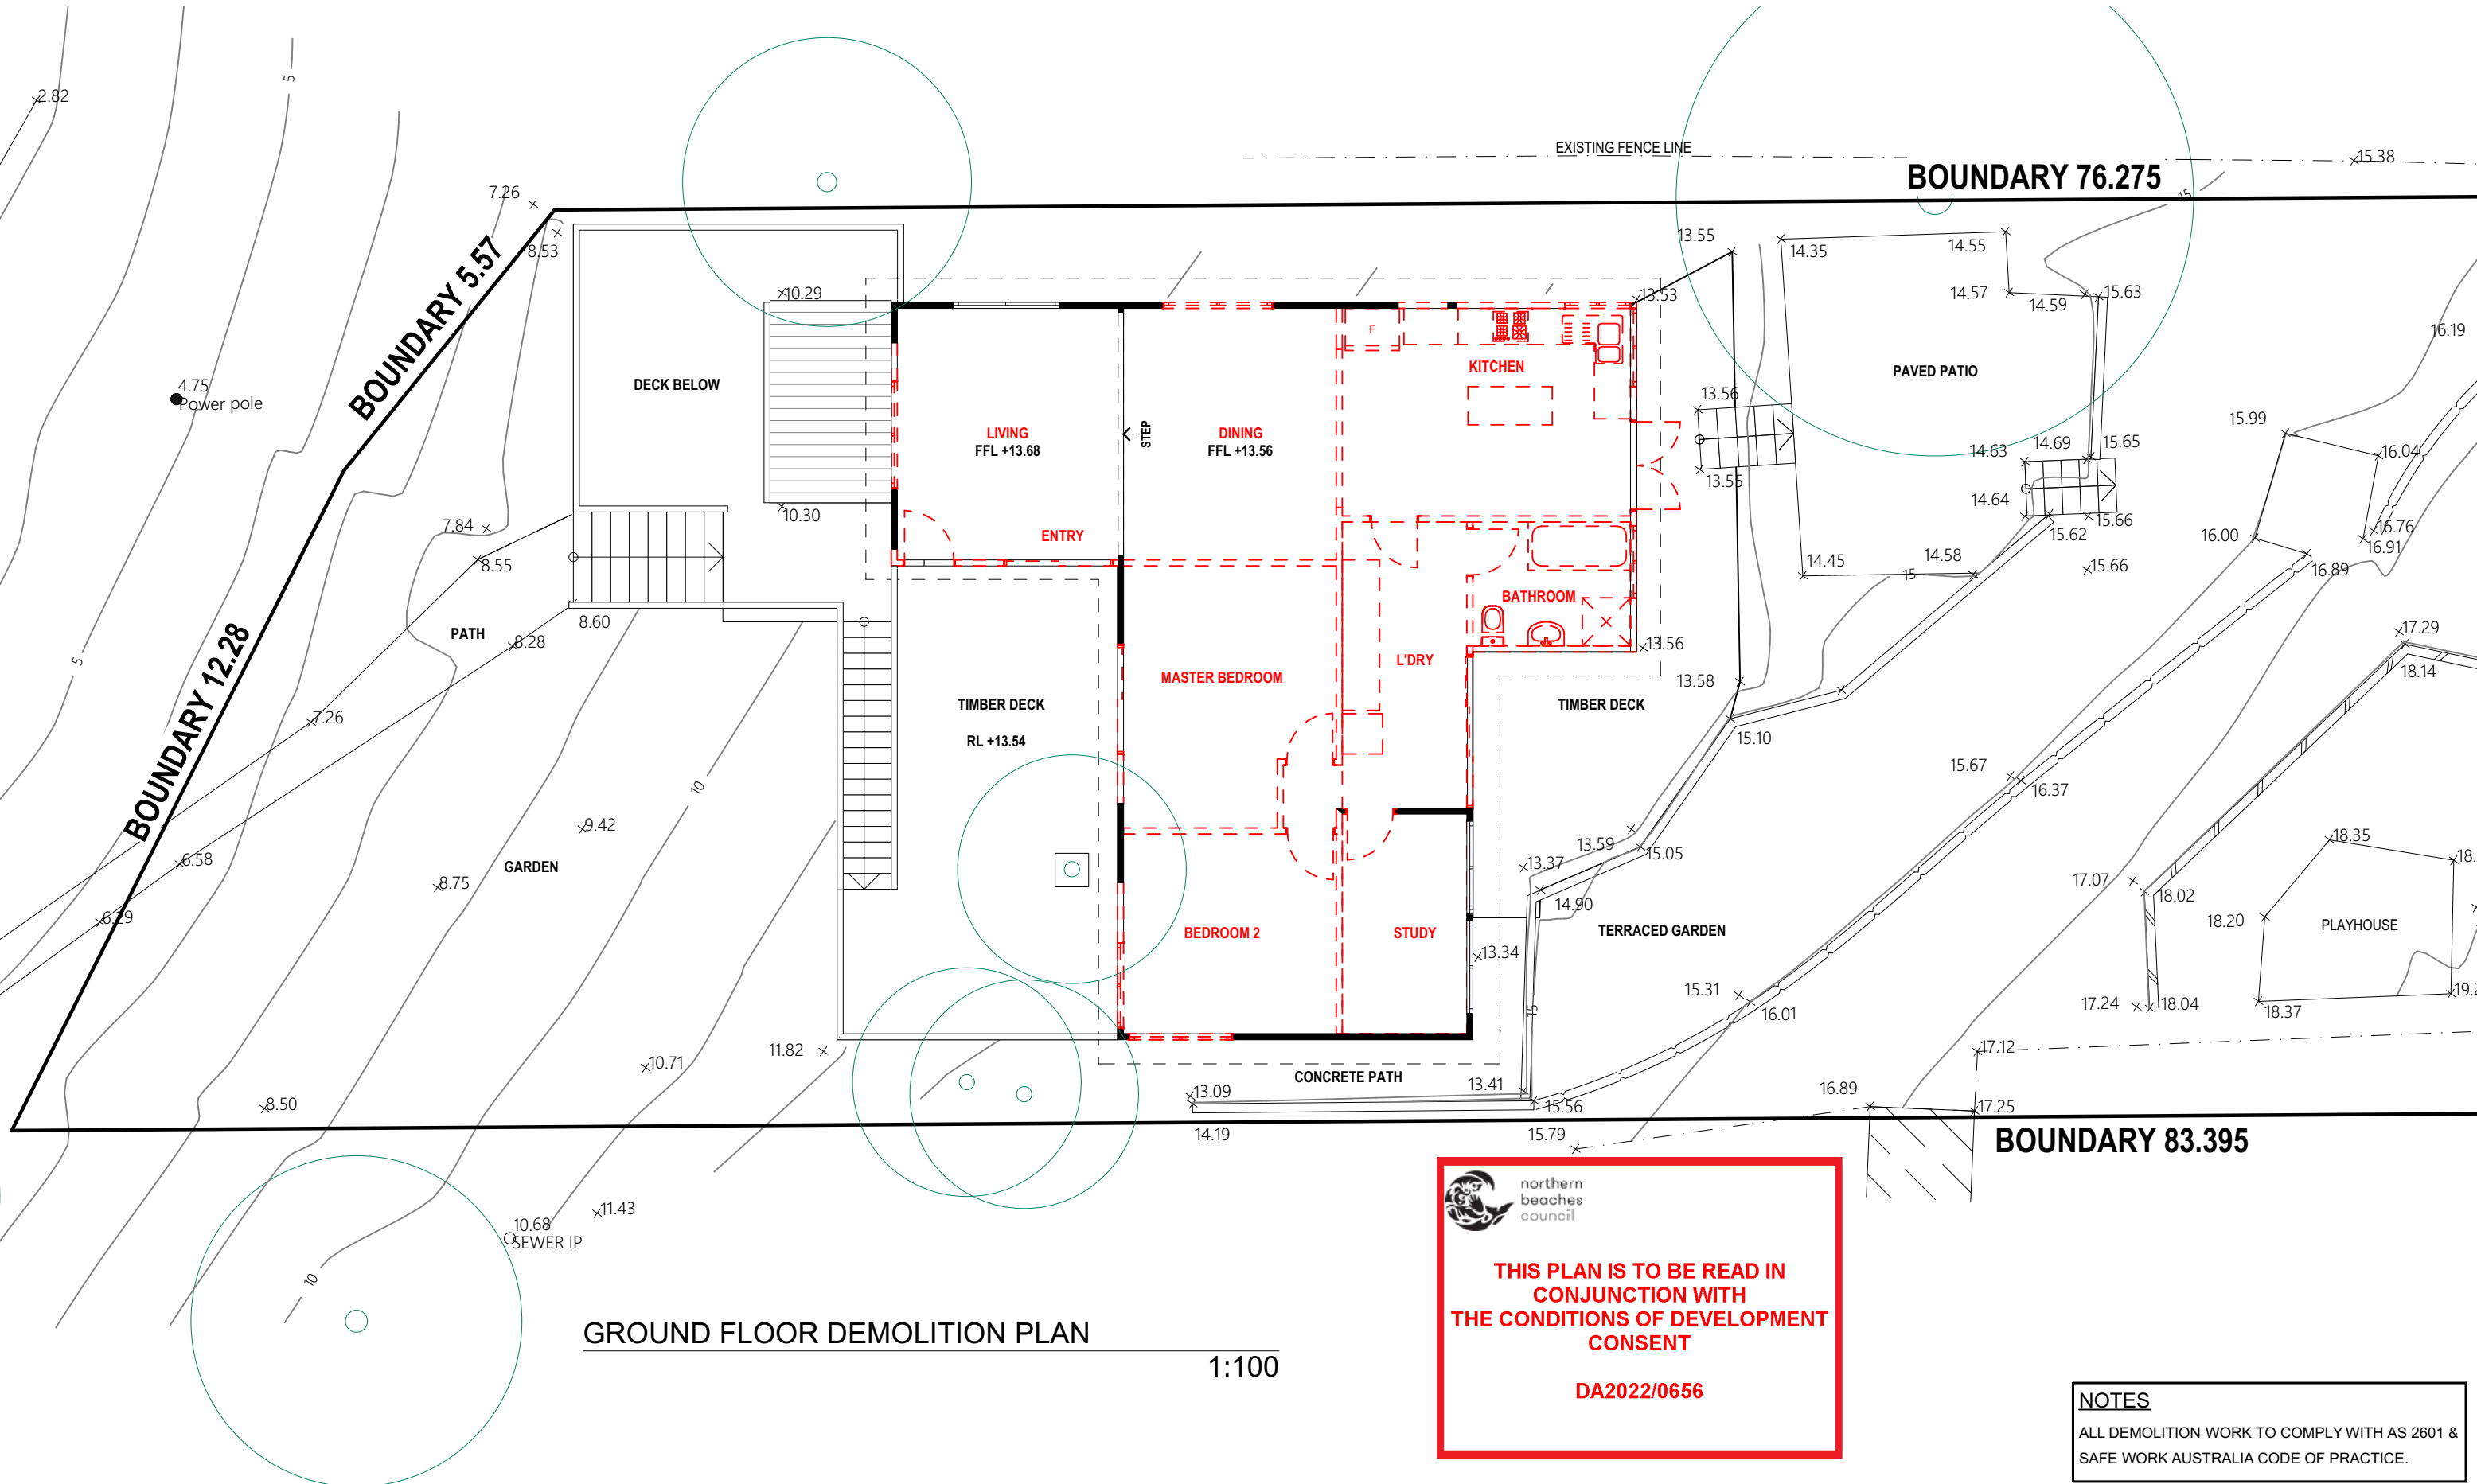 2.82
5
EXISTING FENCE LINE
15.38
BOUNDARY 76.275
15
7.26
8.53
BOUNDARY 5.57
13.55
14.35
14.55
10.29
13.53
14.57
14.59
15.63
16.19
F
KITCHEN
PAVED PATIO
4.75
Power pole
DECK BELOW
13.56
15.99
LIVING
FFL +13.68
STEP
DINING
FFL +13.56
14.63
14.69
15.65
16.04
13.55
14.64
10.30
7.84
ENTRY
15.66
15.62
16.76
16.91
16.00
8.55
14.45
14.58
15
15.66
16.89
BATHROOM
8.60
PATH
8.28
17.29
13.56
L'DRY
BOUNDARY 12.28
5
MASTER BEDROOM
13.58
18.14
TIMBER DECK
TIMBER DECK
7.26
RL +13.54
15.10
15.67
16.37
10
9.42
13.59
15.05
18.35
6.58
GARDEN
13.37
18.
8.75
17.07
18.02
14.90
6.29
BEDROOM 2
STUDY
TERRACED GARDEN
18.20
PLAYHOUSE
13.34
15.31
16.01
15
17.24
18.04
18.37
19.2
11.82
10.71
17.12
CONCRETE PATH
13.41
13.09
16.89
8.50
15.56
17.25
14.19
15.79
BOUNDARY 83.395
10.68
SEWER IP
11.43
10
northern
beaches
council
THIS PLAN IS TO BE READ IN
CONJUNCTION WITH
THE CONDITIONS OF DEVELOPMENT
CONSENT
DA2022/0656
GROUND FLOOR DEMOLITION PLAN
1:100
NOTES
ALL DEMOLITION WORK TO COMPLY WITH AS 2601 &
SAFE WORK AUSTRALIA CODE OF PRACTICE.